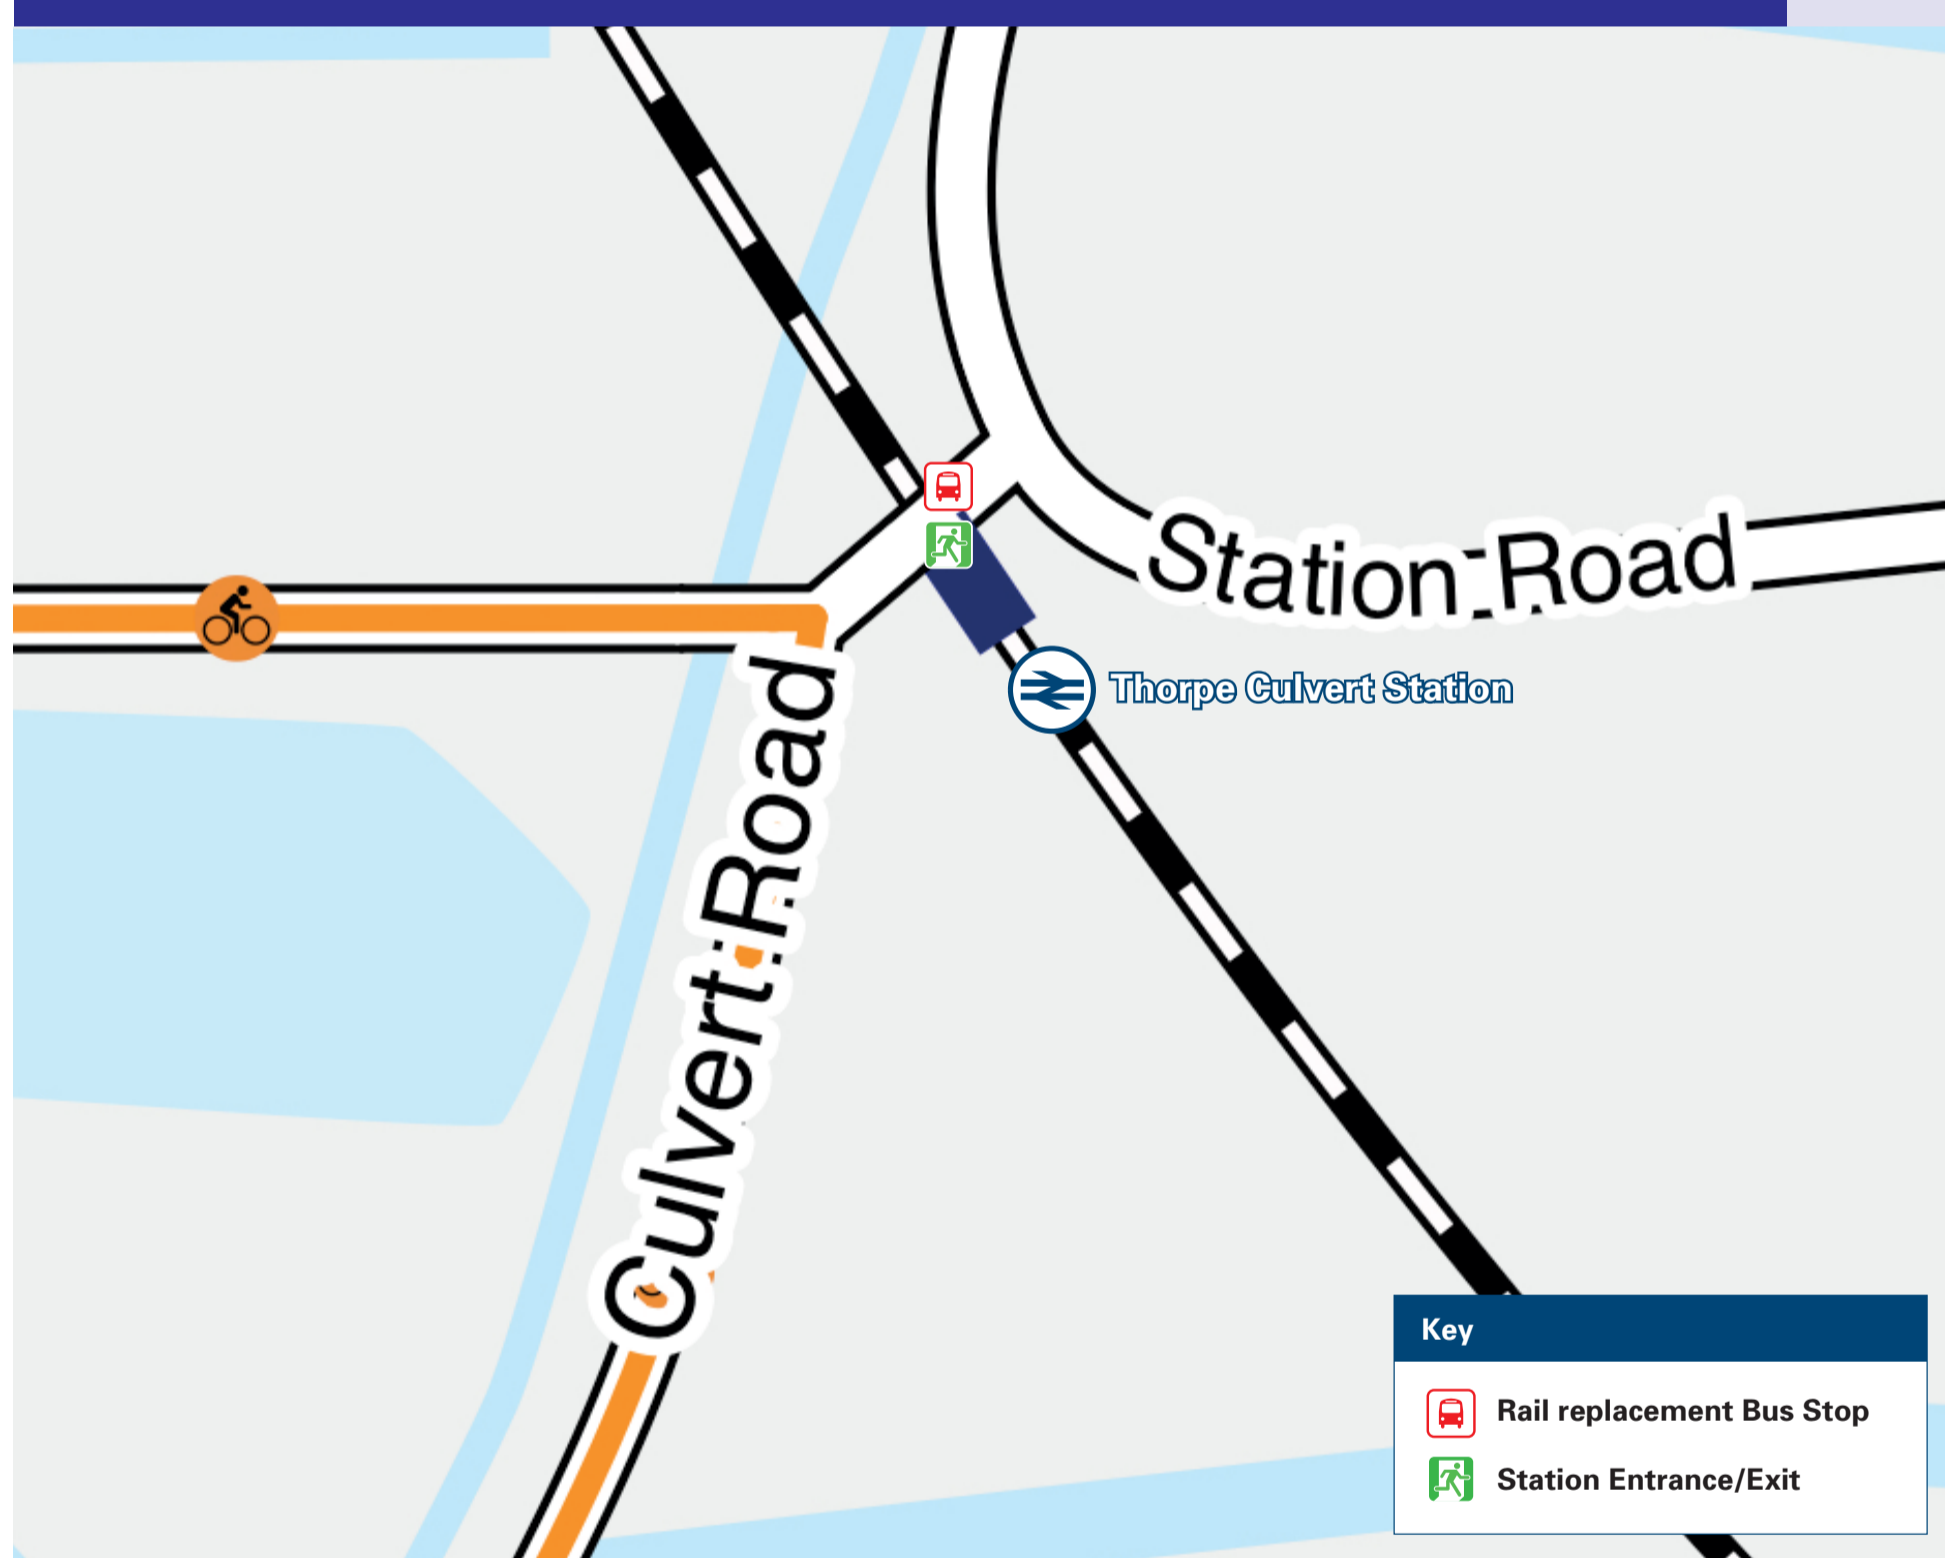 Station Road
Thorpe Culvert Station
Culvert Road
Key
Rail replacement Bus Stop
Station Entrance/Exit